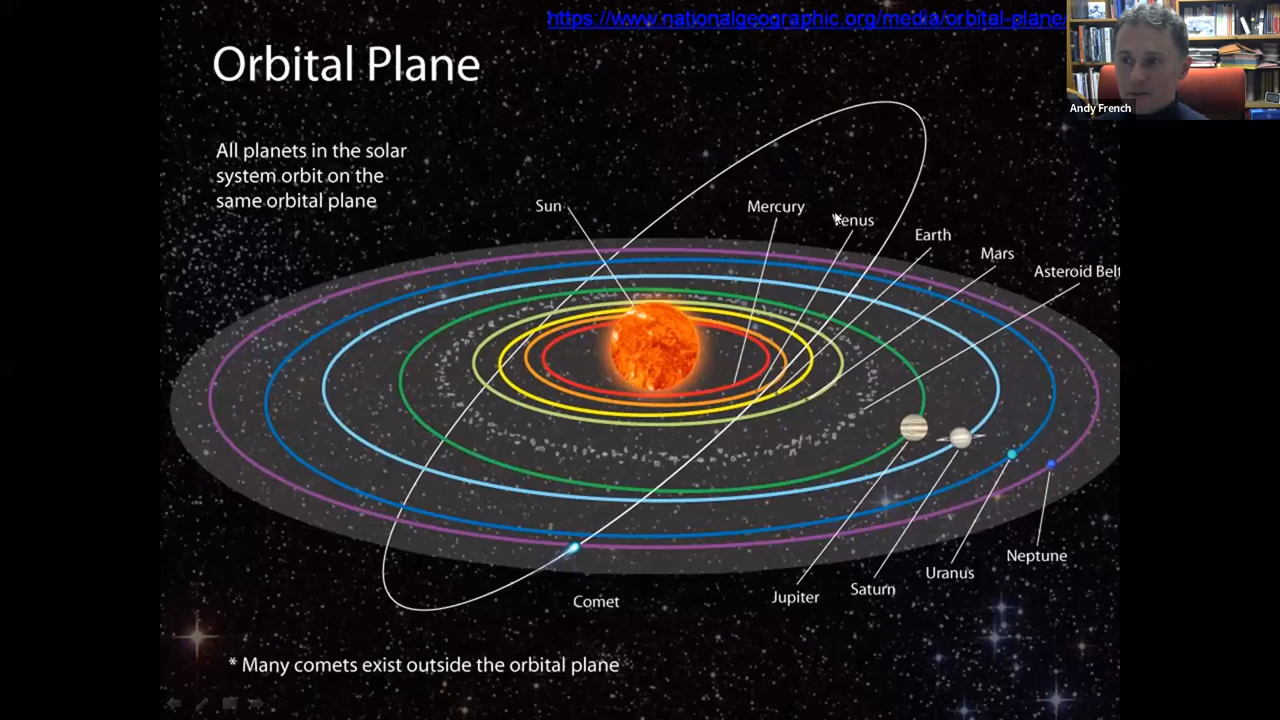 https://www.nationalgeographic.org/media/orbital-plane/
Orbital Plane
Andy French
All planets in the solar
system orbit on the
same orbital plane
Sun
Mercury
Venus
Earth
Mars
Asteroid Belt
Neptune
Uranus
Saturn
Jupiter
Comet
* Many comets exist outside the orbital plane